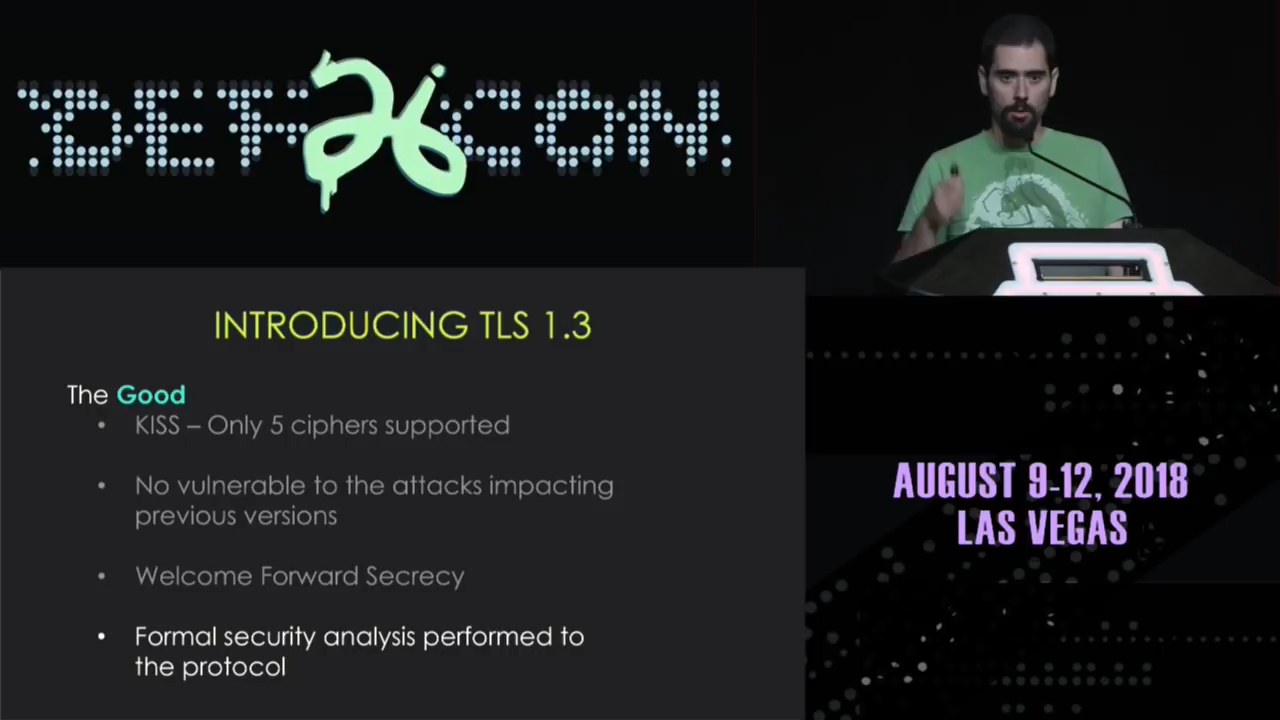 DEF 26 CON
INTRODUCING TLS 1.3
The Good
• KISS – Only 5 ciphers supported
• No vulnerable to the attacks impacting
previous versions
• Welcome Forward Secrecy
• Formal security analysis performed to
the protocol
AUGUST 9-12, 2018
LAS VEGAS